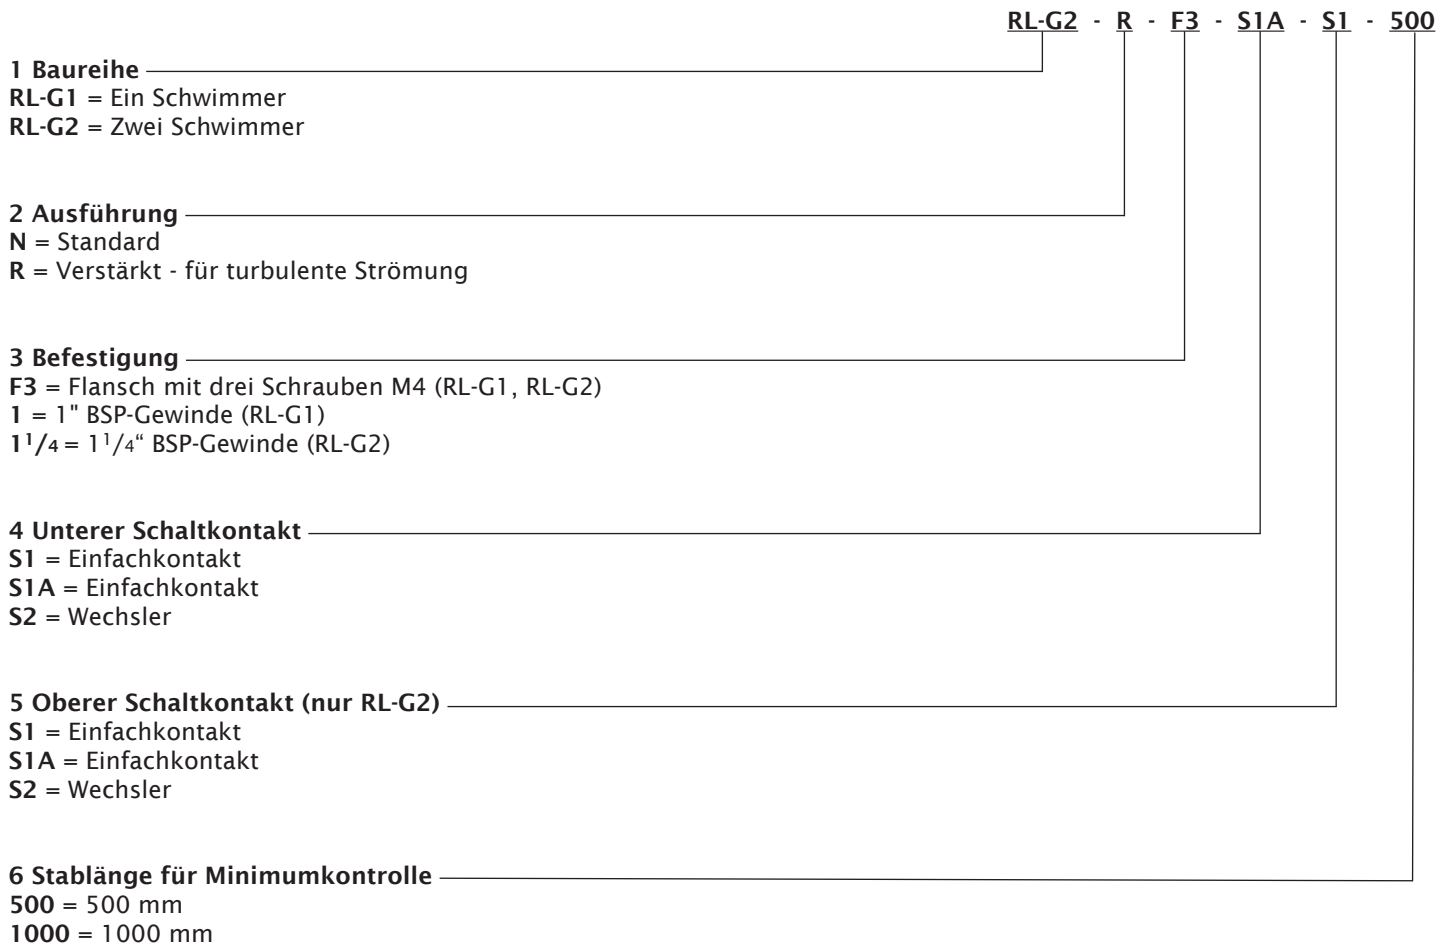 RL-G2 - R - F3 - S1A - S1 - 500
1 Baureihe
RL-G1 = Ein Schwimmer
RL-G2 = Zwei Schwimmer
2 Ausführung
N = Standard
R = Verstärkt - für turbulente Strömung
3 Befestigung
F3 = Flansch mit drei Schrauben M4 (RL-G1, RL-G2)
1 = 1" BSP-Gewinde (RL-G1)
1¹/4 = 1¹/4“ BSP-Gewinde (RL-G2)
4 Unterer Schaltkontakt
S1 = Einfachkontakt
S1A = Einfachkontakt
S2 = Wechsler
5 Oberer Schaltkontakt (nur RL-G2)
S1 = Einfachkontakt
S1A = Einfachkontakt
S2 = Wechsler
6 Stablänge für Minimumkontrolle
500 = 500 mm
1000 = 1000 mm